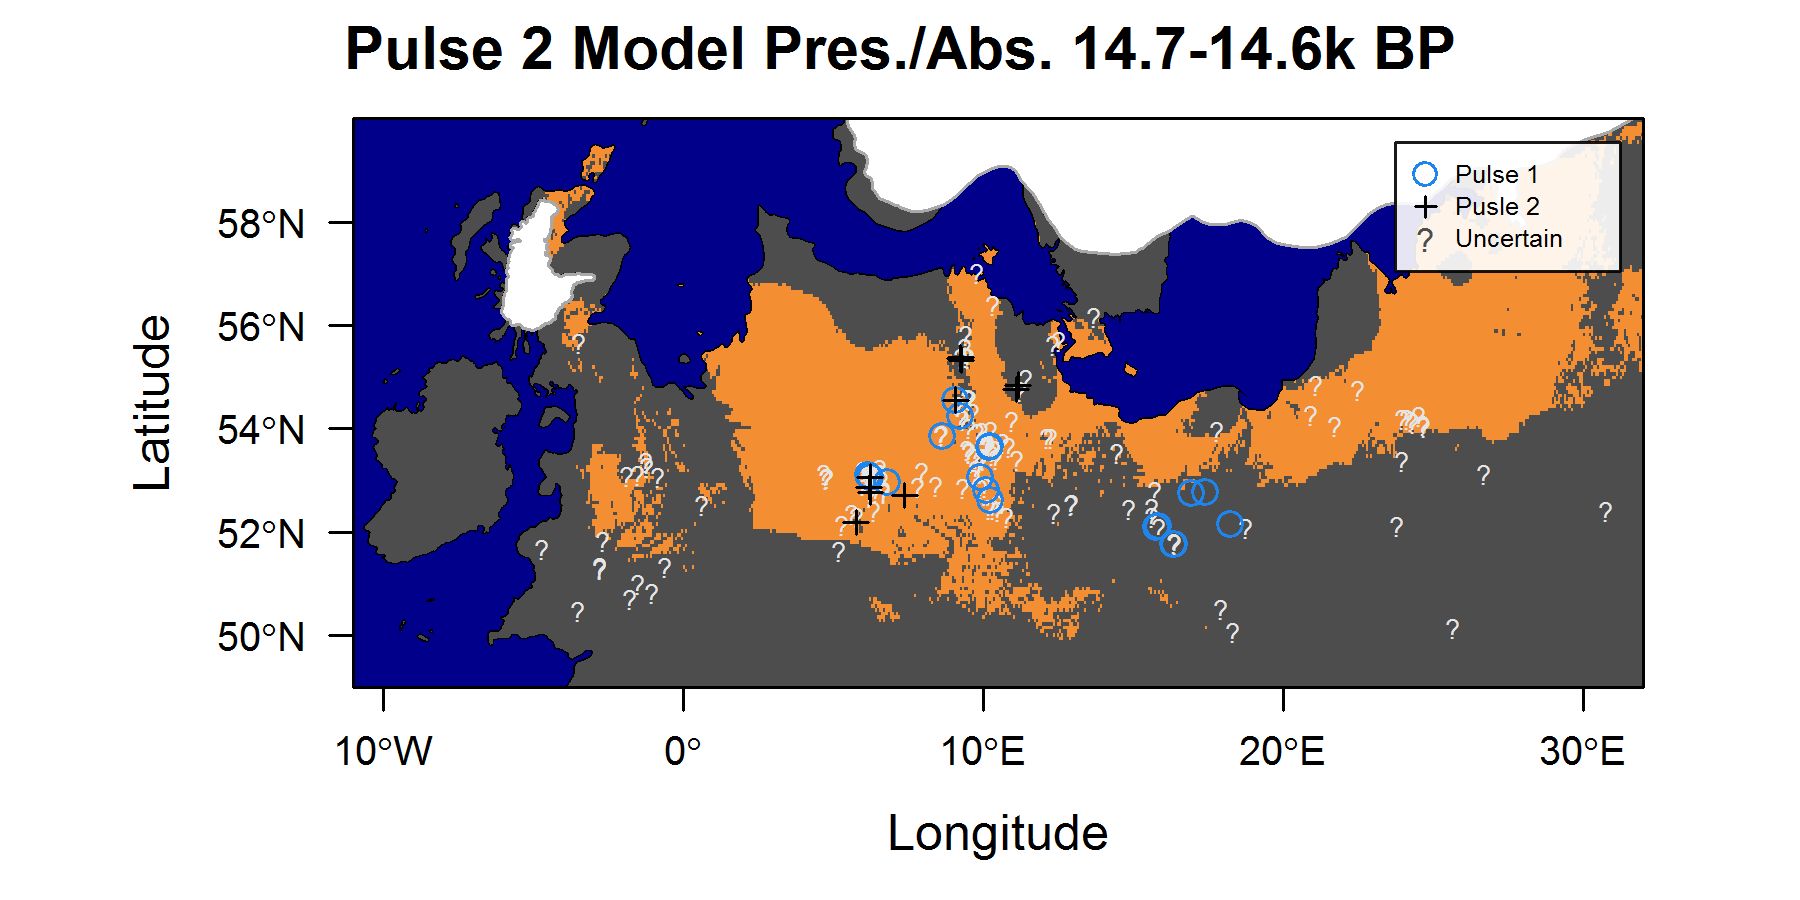 Pulse 2 Model Pres./Abs. 14.7-14.6k BP
Pulse 1
Pusle 2
? Uncertain
58°N
56°N
54°N
52°N
50°N
Latitude
10°W
0°
10°E
20°E
30°E
Longitude